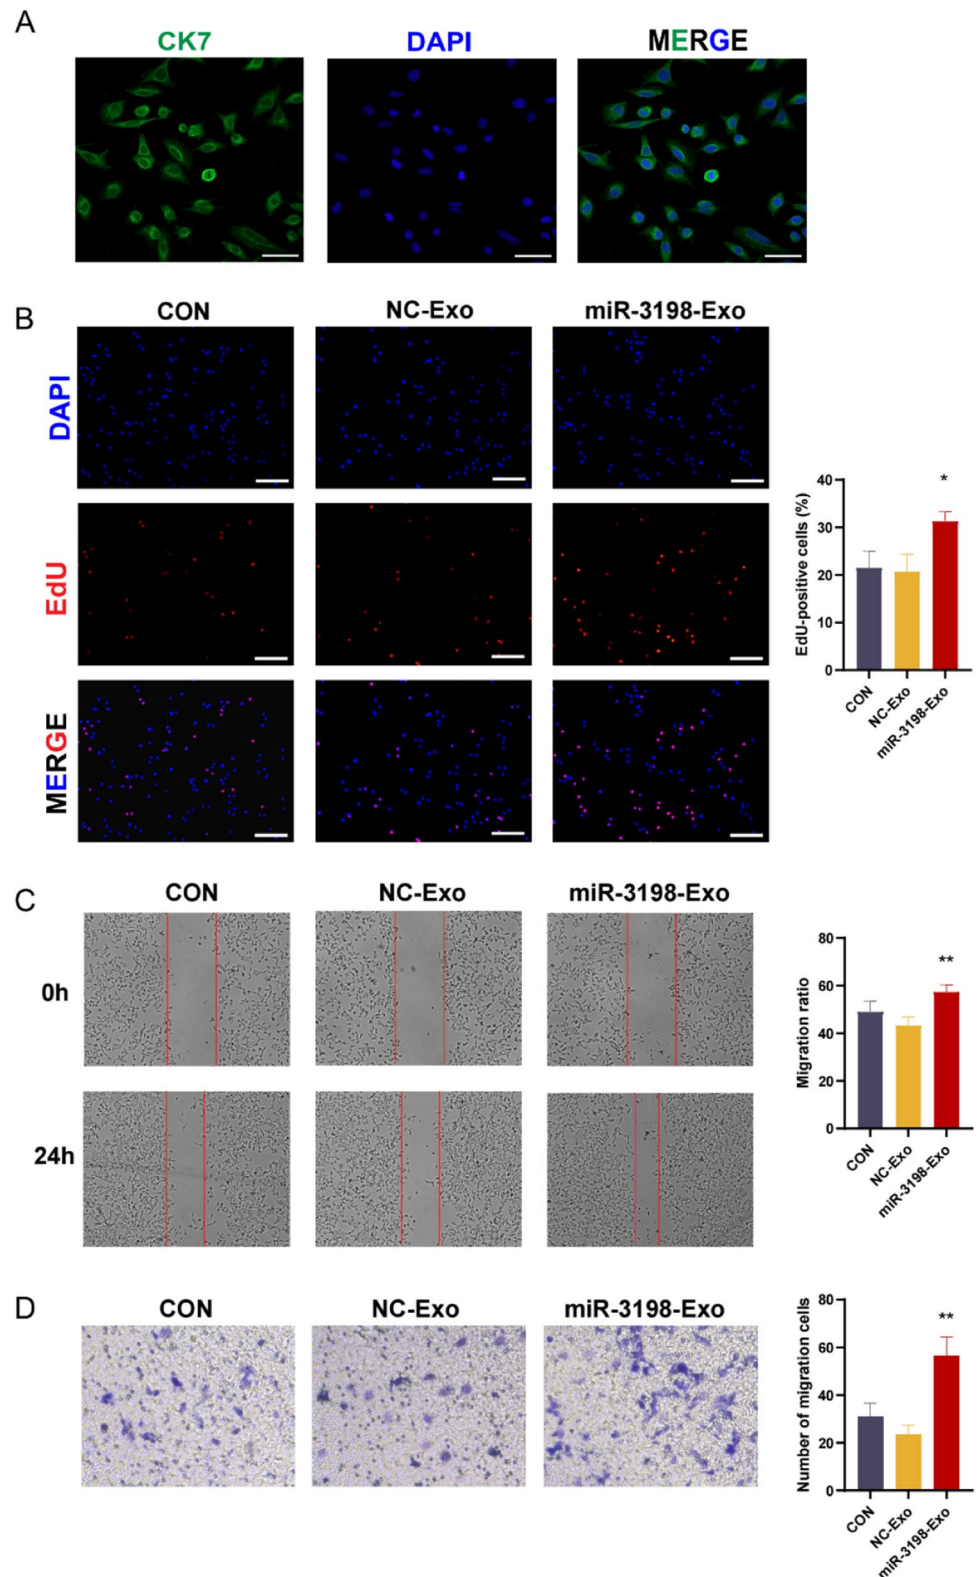 A
CK7
DAPI
MERGE
B
CON
NC-Exo
miR-3198-Exo
DAPI
EdU
MERGE
EdU-positive cells (%)
40
30
20
10
0
*
CON
NC-Exo
miR-3198-Exo
C
CON
NC-Exo
miR-3198-Exo
0h
24h
Migration ratio
80
60
40
20
0
**
CON
NC-Exo
miR-3198-Exo
D
CON
NC-Exo
miR-3198-Exo
Number of migration cells
80
60
40
20
0
**
CON
NC-Exo
miR-3198-Exo